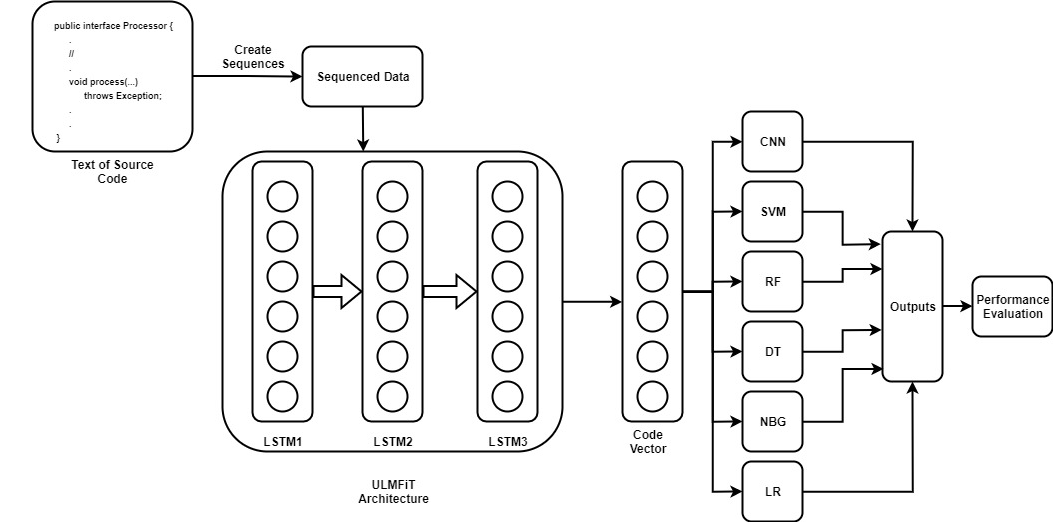 public interface Processor {
.
//
.
void process(...)
throws Exception;
.
.
}
Text of Source
Code
Create
Sequences
Sequenced Data
LSTM1
LSTM2
LSTM3
ULMFiT
Architecture
Code
Vector
CNN
SVM
RF
DT
NBG
LR
Outputs
Performance
Evaluation